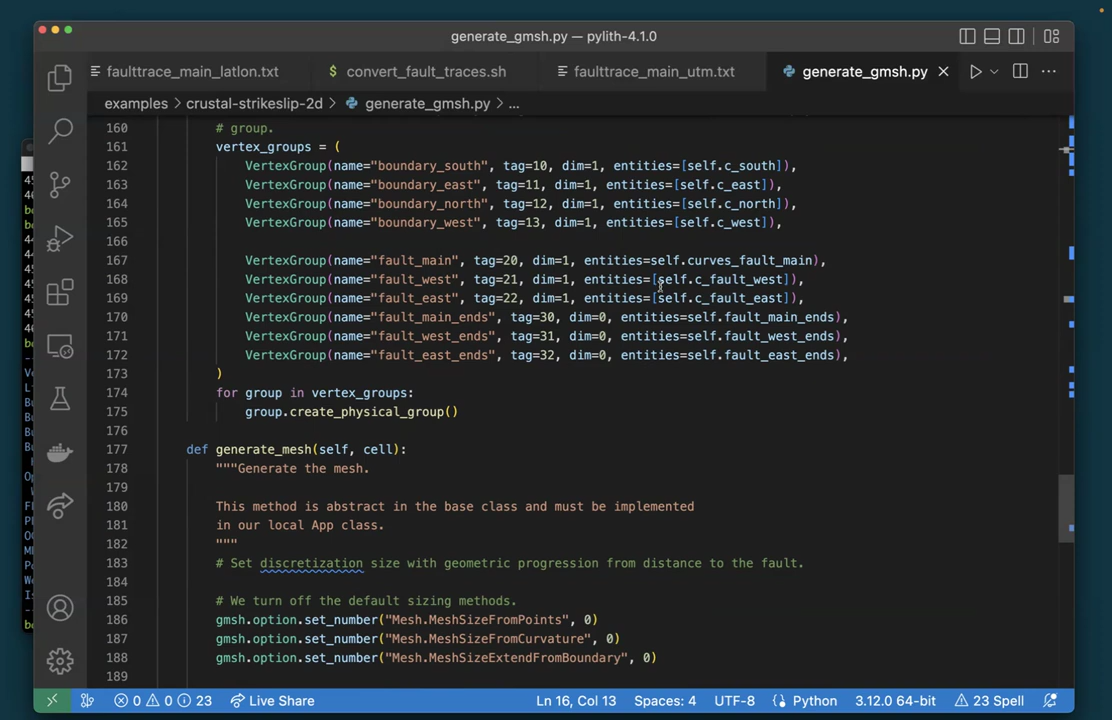 generate_gmsh.py — pylith-4.1.0
faulttrace_main_latlon.txt
$ convert_fault_traces.sh
faulttrace_main_utm.txt
generate_gmsh.py
examples > crustal-strikeslip-2d > generate_gmsh.py > ...
160 # group.
161 vertex_groups = (
162 VertexGroup(name="boundary_south", tag=10, dim=1, entities=[self.c_south]),
163 VertexGroup(name="boundary_east", tag=11, dim=1, entities=[self.c_east]),
164 VertexGroup(name="boundary_north", tag=12, dim=1, entities=[self.c_north]),
165 VertexGroup(name="boundary_west", tag=13, dim=1, entities=[self.c_west]),
166
167 VertexGroup(name="fault_main", tag=20, dim=1, entities=self.curves_fault_main),
168 VertexGroup(name="fault_west", tag=21, dim=1, entities=[self.c_fault_west]),
169 VertexGroup(name="fault_east", tag=22, dim=1, entities=[self.c_fault_east]),
170 VertexGroup(name="fault_main_ends", tag=30, dim=0, entities=self.fault_main_ends),
171 VertexGroup(name="fault_west_ends", tag=31, dim=0, entities=self.fault_west_ends),
172 VertexGroup(name="fault_east_ends", tag=32, dim=0, entities=self.fault_east_ends),
173 )
174 for group in vertex_groups:
175 group.create_physical_group()
176
177 def generate_mesh(self, cell):
178 """Generate the mesh.
179
180 This method is abstract in the base class and must be implemented
181 in our local App class.
182 """
183 # Set discretization size with geometric progression from distance to the fault.
184
185 # We turn off the default sizing methods.
186 gmsh.option.set_number("Mesh.MeshSizeFromPoints", 0)
187 gmsh.option.set_number("Mesh.MeshSizeFromCurvature", 0)
188 gmsh.option.set_number("Mesh.MeshSizeExtendFromBoundary", 0)
189
0 0 23 Live Share Ln 16, Col 13 Spaces: 4 UTF-8 Python 3.12.0 64-bit 23 Spell